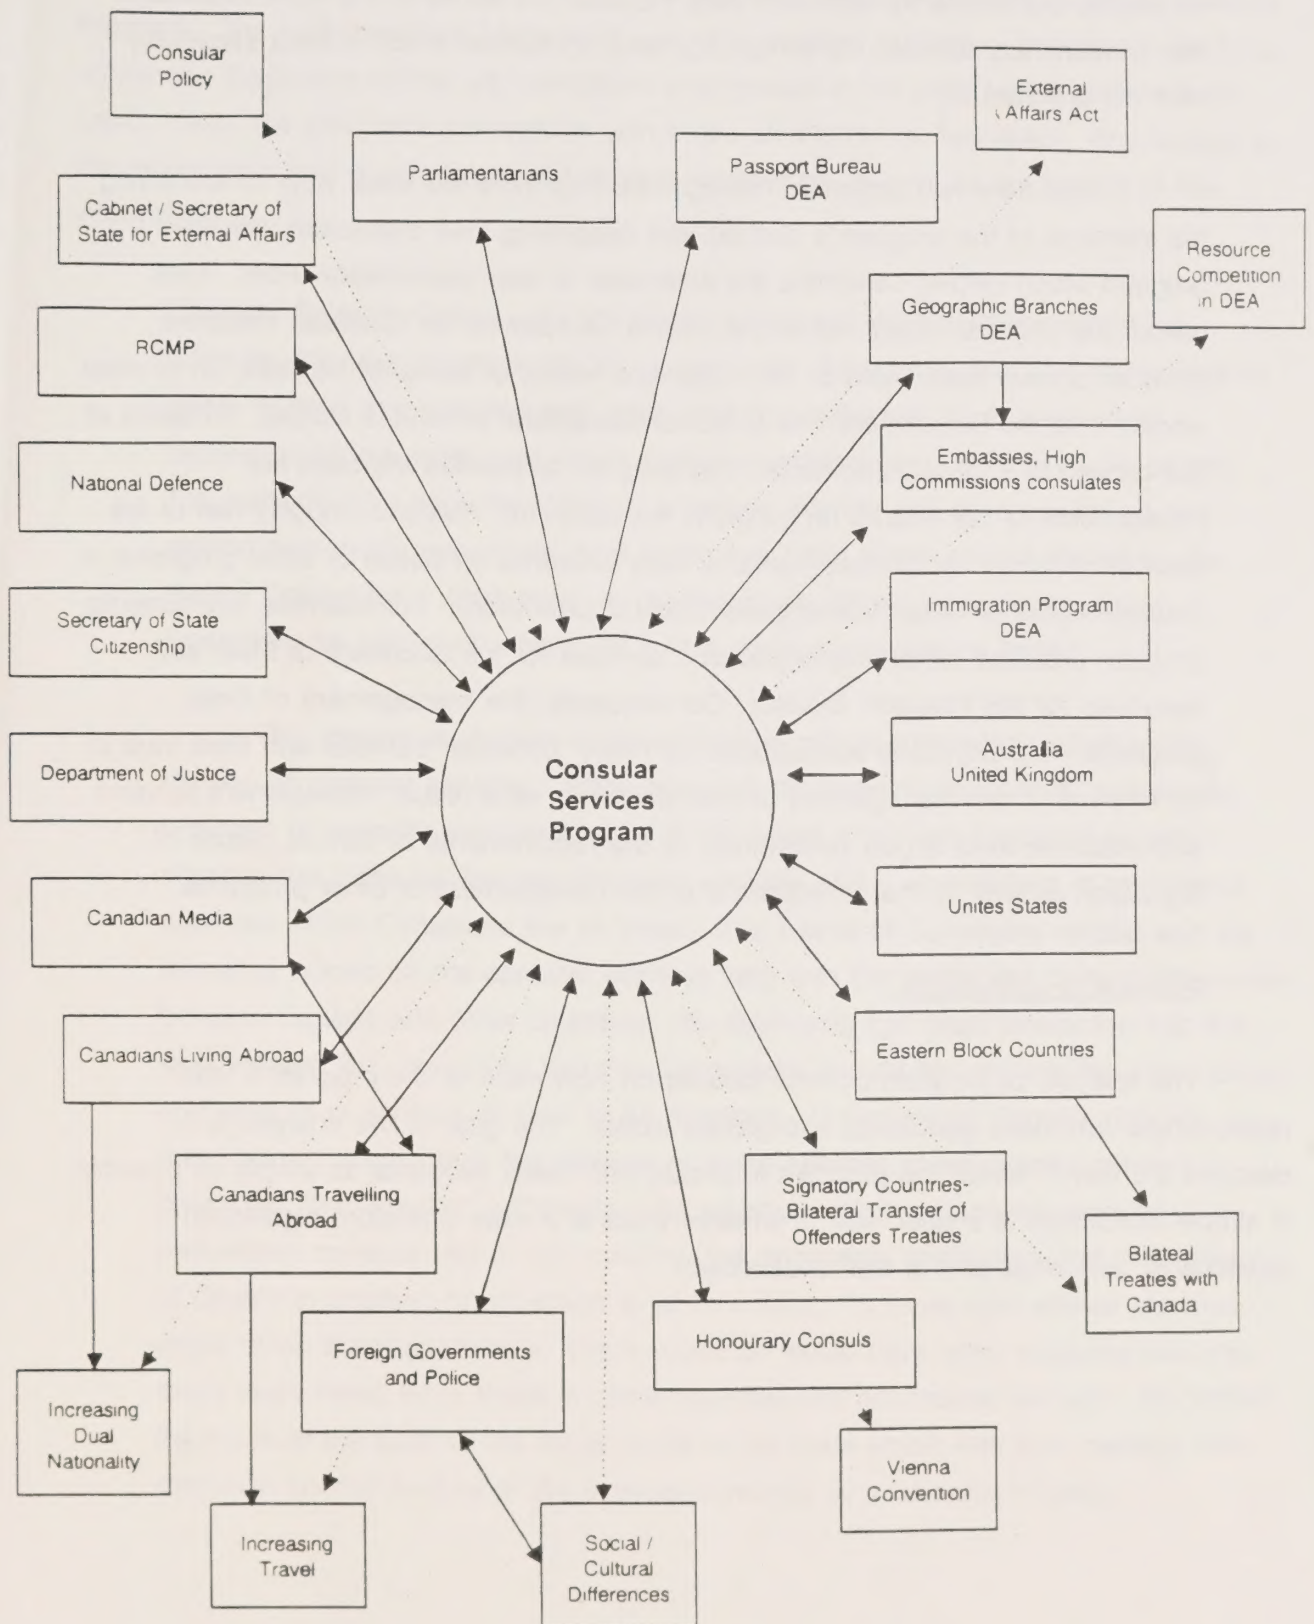 Consular
Policy
External
Affairs Act
Parliamentarians
Passport Bureau
DEA
Cabinet / Secretary of
State for External Affairs
Resource
Competition
in DEA
Geographic Branches
DEA
RCMP
Embassies, High
Commissions consulates
National Defence
Immigration Program
DEA
Secretary of State
Citizenship
Australia
United Kingdom
Department of Justice
Consular
Services
Program
Unites States
Canadian Media
Eastern Block Countries
Canadians Living Abroad
Signatory Countries-
Bilateral Transfer of
Offenders Treaties
Canadians Travelling
Abroad
Bilateal
Treaties with
Canada
Honourary Consuls
Foreign Governments
and Police
Increasing
Dual
Nationality
Vienna
Convention
Increasing
Travel
Social /
Cultural
Differences